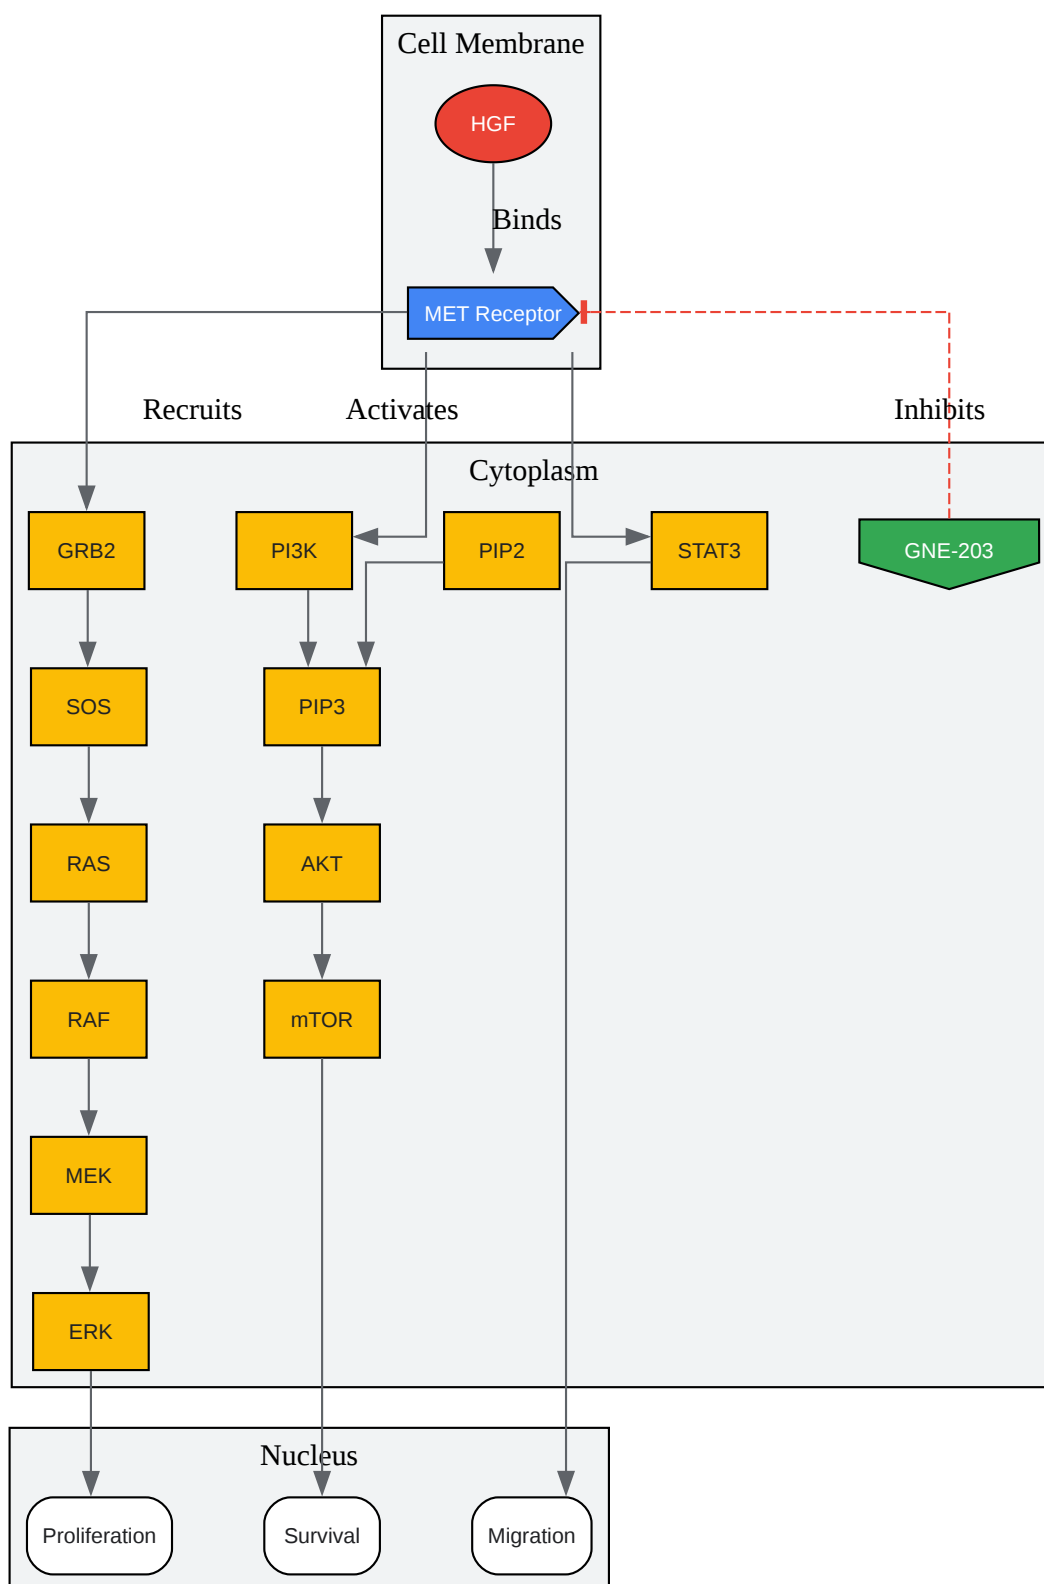 Cell Membrane
HGF
Binds
MET Receptor
Recruits
Activates
Inhibits
Cytoplasm
GRB2
PI3K
PIP2
STAT3
GNE-203
SOS
PIP3
RAS
AKT
RAF
mTOR
MEK
ERK
Nucleus
Proliferation
Survival
Migration